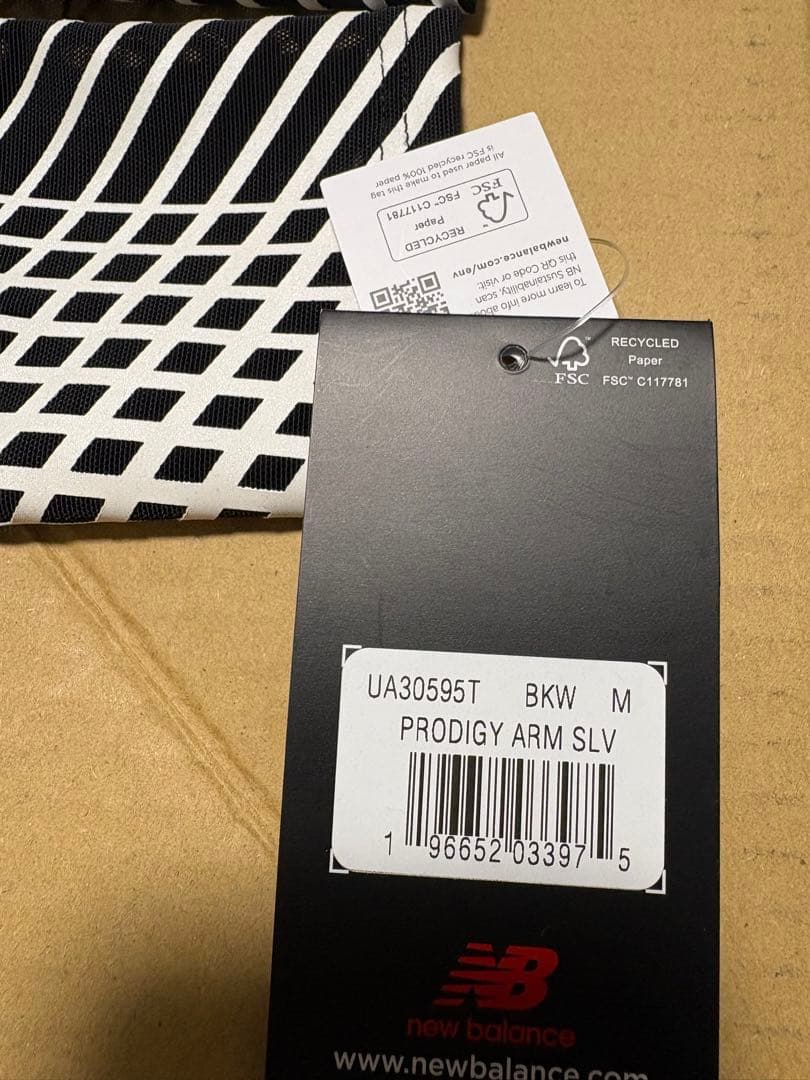 All paper used to make this tag
is FSC recycled 100% paper
FSC
RECYCLED
Paper
FSC™ C117781
To learn more info
NB Sustainability, scan
this QR Code or visit:
newbalance.com/env
FSC
RECYCLED
Paper
FSC™ C117781
UA30595T BKW M
PRODIGY ARM SLV
1 96652 03397 5
NB
new balance
www.newbalance.com